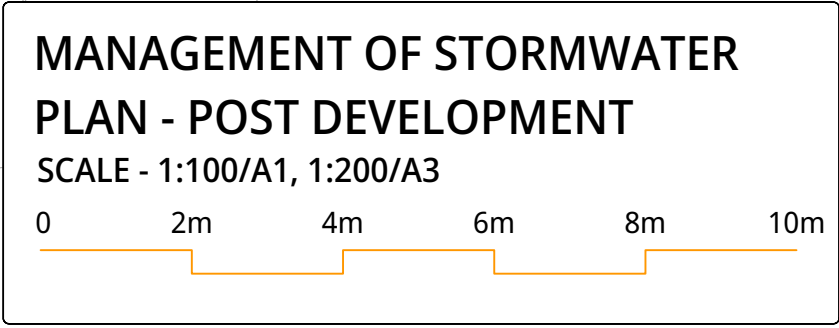 MANAGEMENT OF STORMWATER
PLAN - POST DEVELOPMENT
SCALE - 1:100/A1, 1:200/A3
0 2m 4m 6m 8m 10m